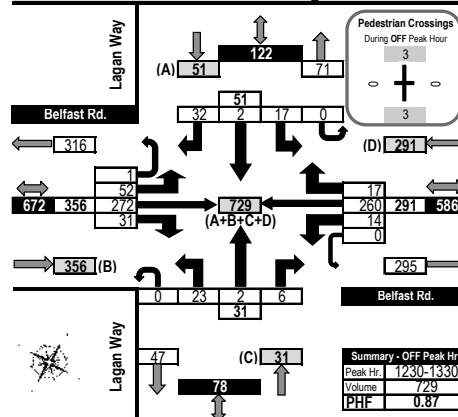 Lagan Way
122
(A) 51
71
Pedestrian Crossings
During OFF Peak Hour
3
0
0
3
51
32 2 17 0
Belfast Rd.
316
(D) 291
1
52
272
31
672 356
729
(A+B+C+D)
17
260
14
0
291 586
356 (B)
295
0 23 2 6
31
Belfast Rd.
Lagan Way
47
(C) 31
78
Summary - OFF Peak Hr
Peak Hr. 1230-1330
Volume 729
PHF 0.87